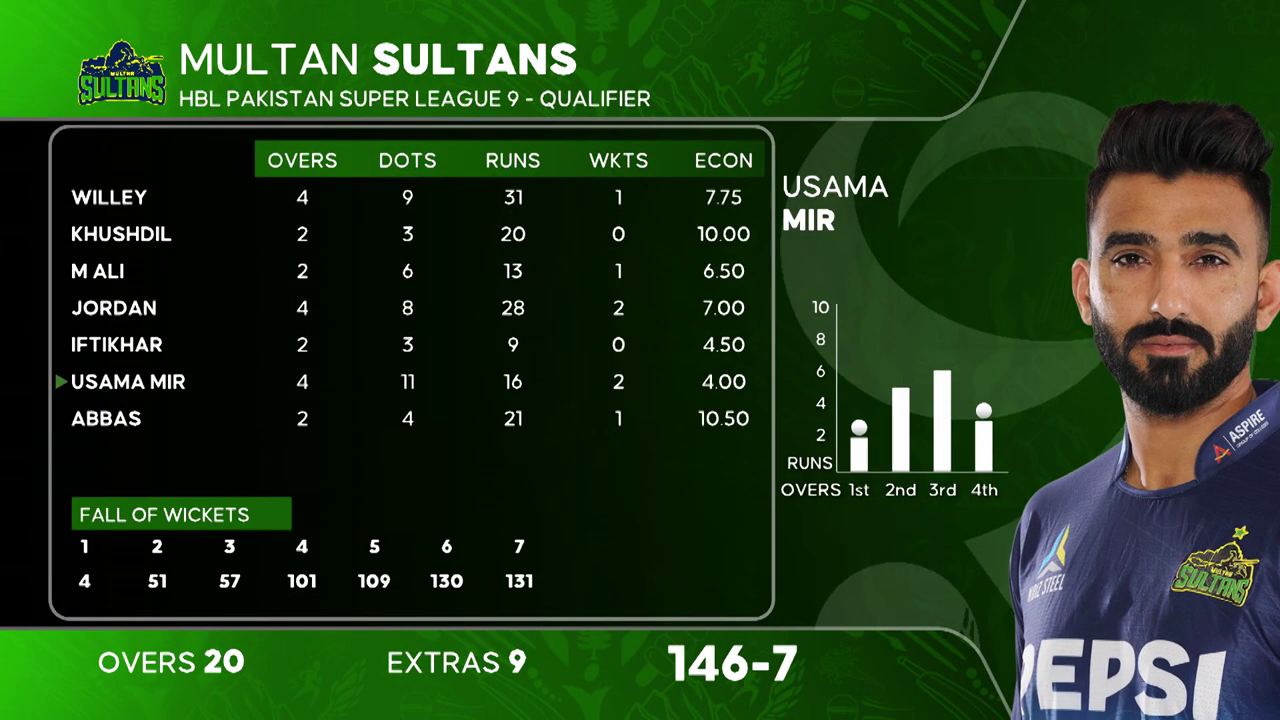 MULTAN SULTANS
HBL PAKISTAN SUPER LEAGUE 9 - QUALIFIER
MULTAN
SULTANS
OVERS DOTS RUNS WKTS ECON
WILLEY 4 9 31 1 7.75
KHUSHDIL 2 3 20 0 10.00
M ALI 2 6 13 1 6.50
JORDAN 4 8 28 2 7.00
IFTIKHAR 2 3 9 0 4.50
USAMA MIR 4 11 16 2 4.00
ABBAS 2 4 21 1 10.50
FALL OF WICKETS
1 2 3 4 5 6 7
4 51 57 101 109 130 131
USAMA
MIR
10
8
6
4
2
RUNS
OVERS 1st 2nd 3rd 4th
ASPIRE
STEEL
MULTAN
SULTANS
PEPSI
OVERS 20 EXTRAS 9 146-7